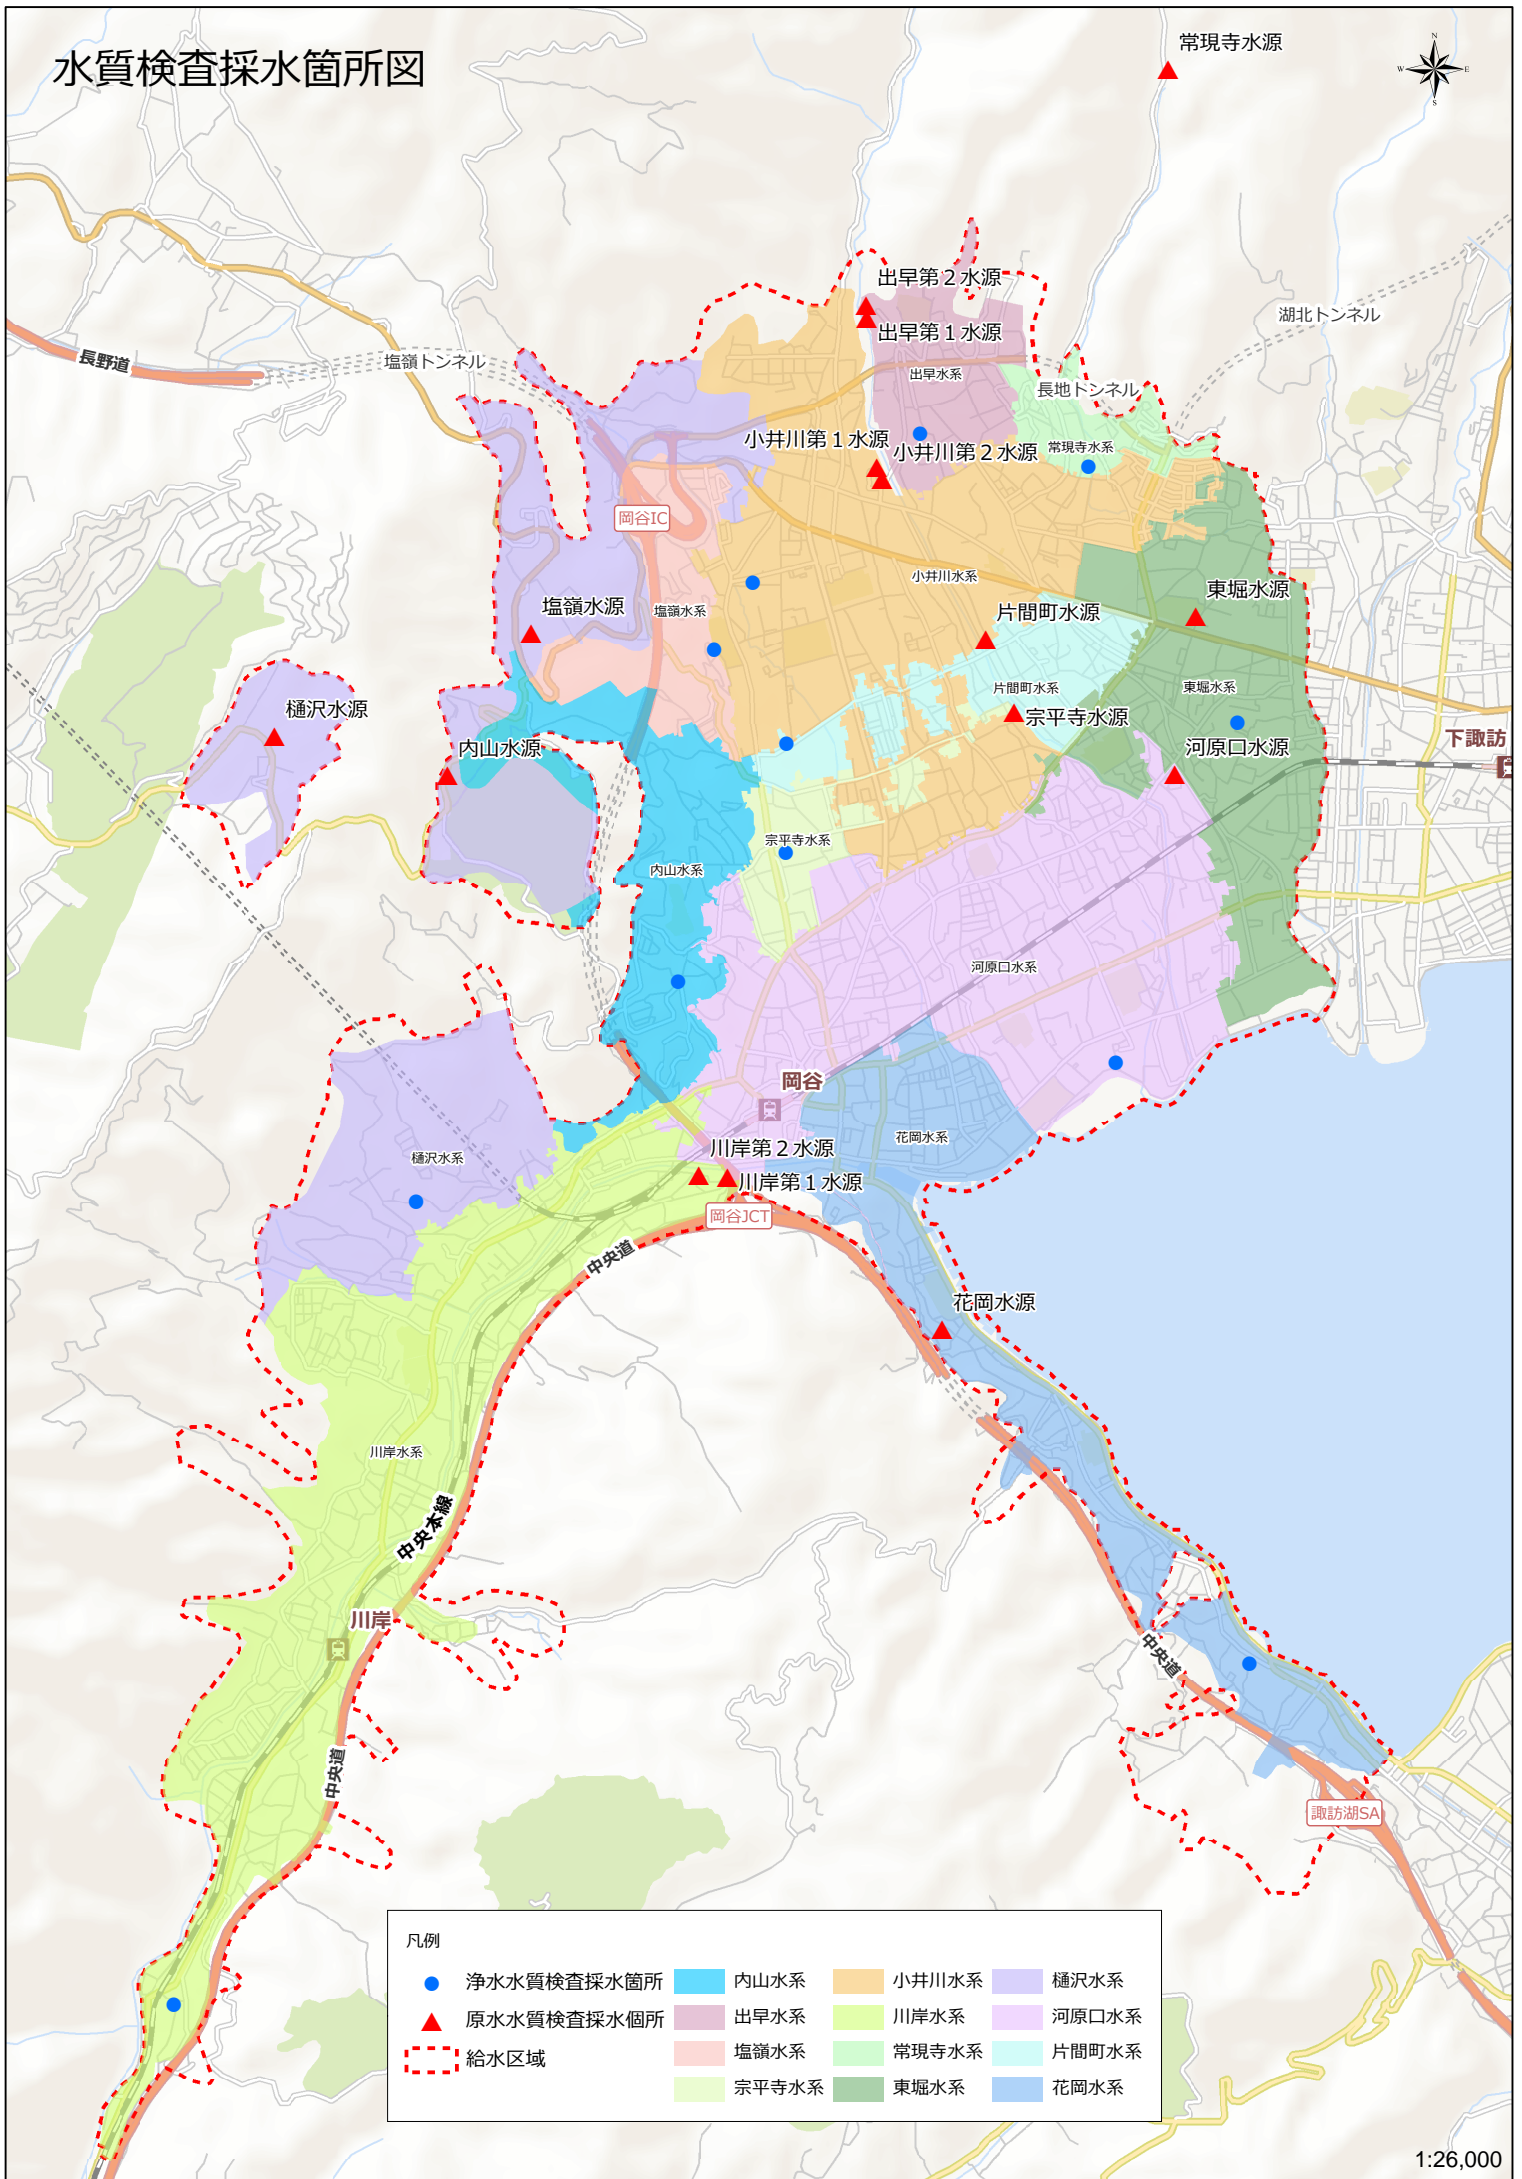 水質検査採水箇所図
常現寺水源
N
W
E
S
出早第２水源
出早第１水源
湖北トンネル
長野道
塩嶺トンネル
出早水系
長地トンネル
小井川第１水源
小井川第２水源
常現寺水系
岡谷IC
小井川水系
塩嶺水源
塩嶺水系
片間町水源
東堀水源
樋沢水源
片間町水系
東堀水系
宗平寺水源
下諏訪
内山水源
河原口水源
宗平寺水系
内山水系
河原口水系
岡谷
樋沢水系
花岡水系
川岸第２水源
川岸第１水源
岡谷JCT
中央道
花岡水源
川岸水系
中央本線
川岸
中央道
中央道
諏訪湖SA
凡例
浄水水質検査採水箇所
原水水質検査採水個所
給水区域
内山水系
小井川水系
樋沢水系
出早水系
川岸水系
河原口水系
塩嶺水系
常現寺水系
片間町水系
宗平寺水系
東堀水系
花岡水系
1:26,000